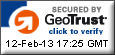 SECURED BY
GeoTrust
click to verify
12-Feb-13 17:25 GMT